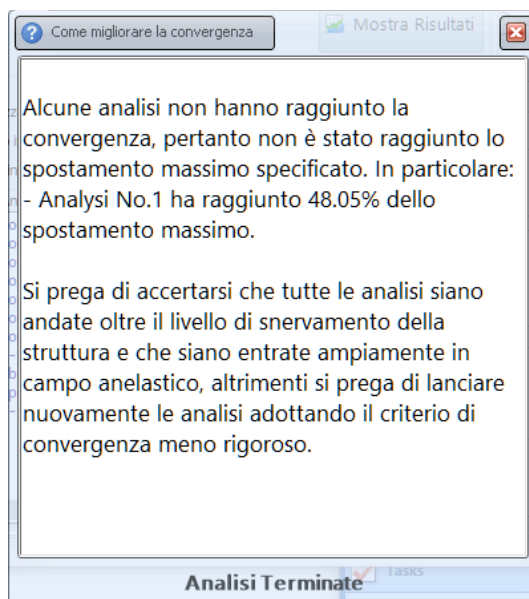 Come migliorare la convergenza
Mostra Risultati
Alcune analisi non hanno raggiunto la
convergenza, pertanto non è stato raggiunto lo
spostamento massimo specificato. In particolare:
- Analysi No.1 ha raggiunto 48.05% dello
spostamento massimo.
Si prega di accertarsi che tutte le analisi siano
andate oltre il livello di snervamento della
struttura e che siano entrate ampiamente in
campo anelastico, altrimenti si prega di lanciare
nuovamente le analisi adottando il criterio di
convergenza meno rigoroso.
Tasks
Analisi Terminate